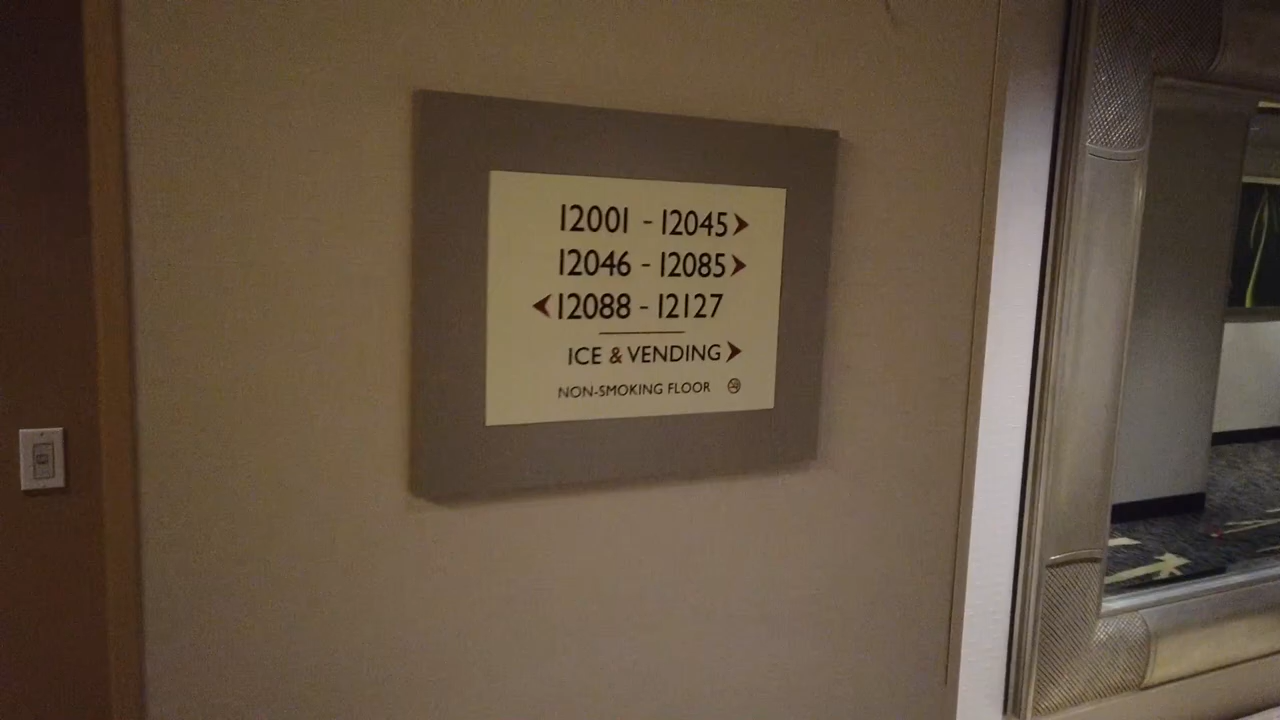 12001 - 12045
12046 - 12085
12088 - 12127
ICE & VENDING
NON-SMOKING FLOOR